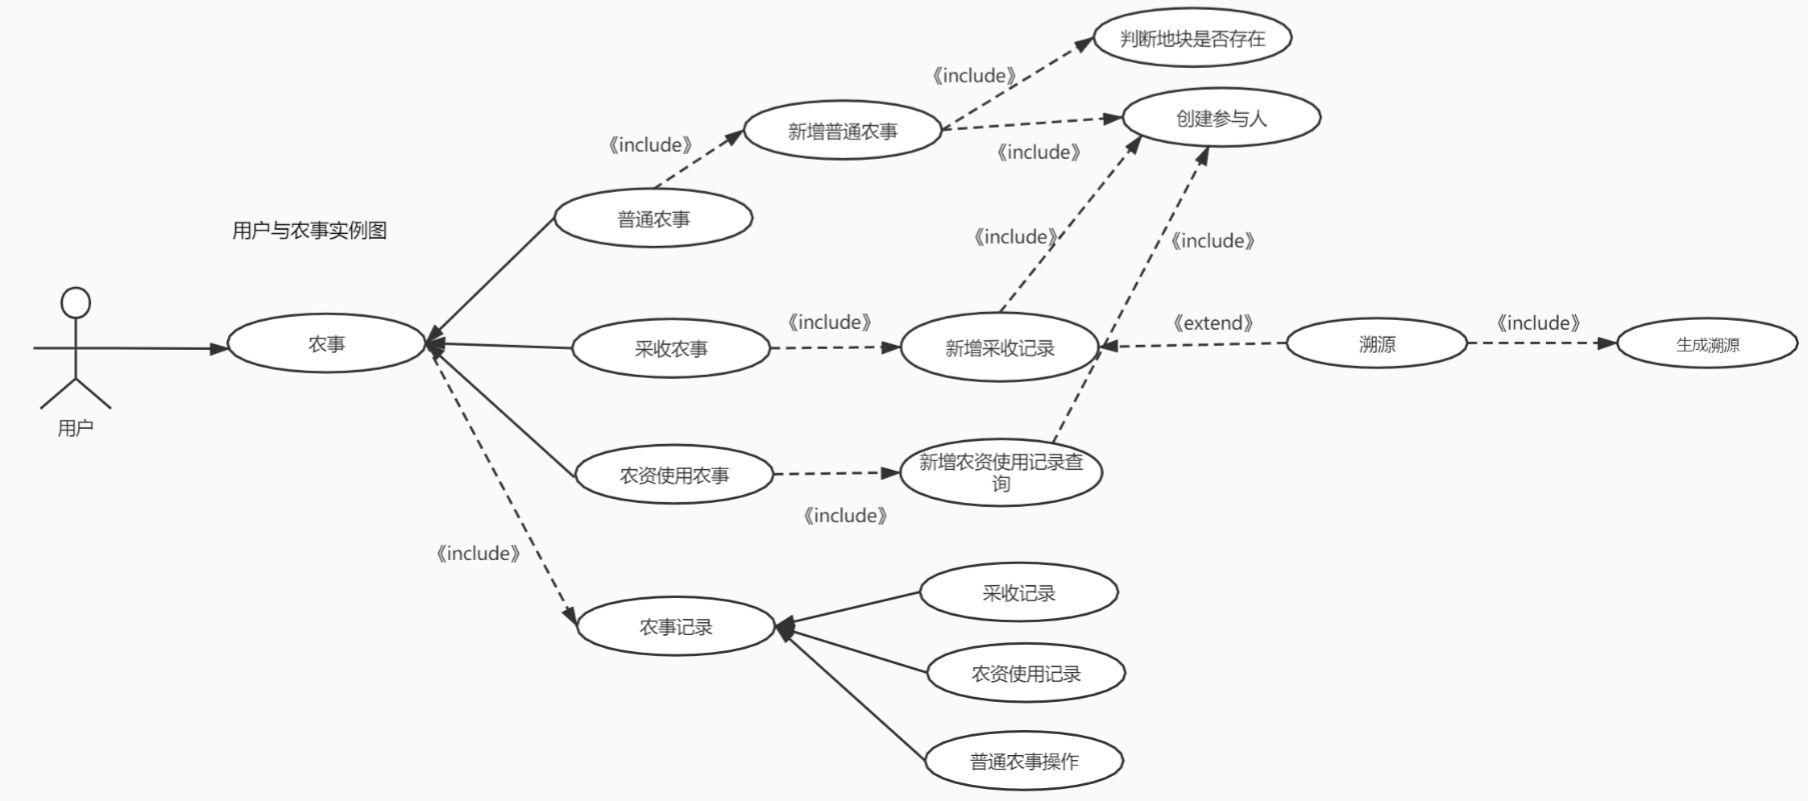 判断地块是否存在
《include》
新增普通农事
创建参与人
《include》
《include》
普通农事
用户与农事实例图
《include》
《include》
农事
采收农事
《include》
新增采收记录
《extend》
溯源
《include》
生成溯源
用户
农资使用农事
新增农资使用记录查
询
《include》
《include》
采收记录
农事记录
农资使用记录
普通农事操作